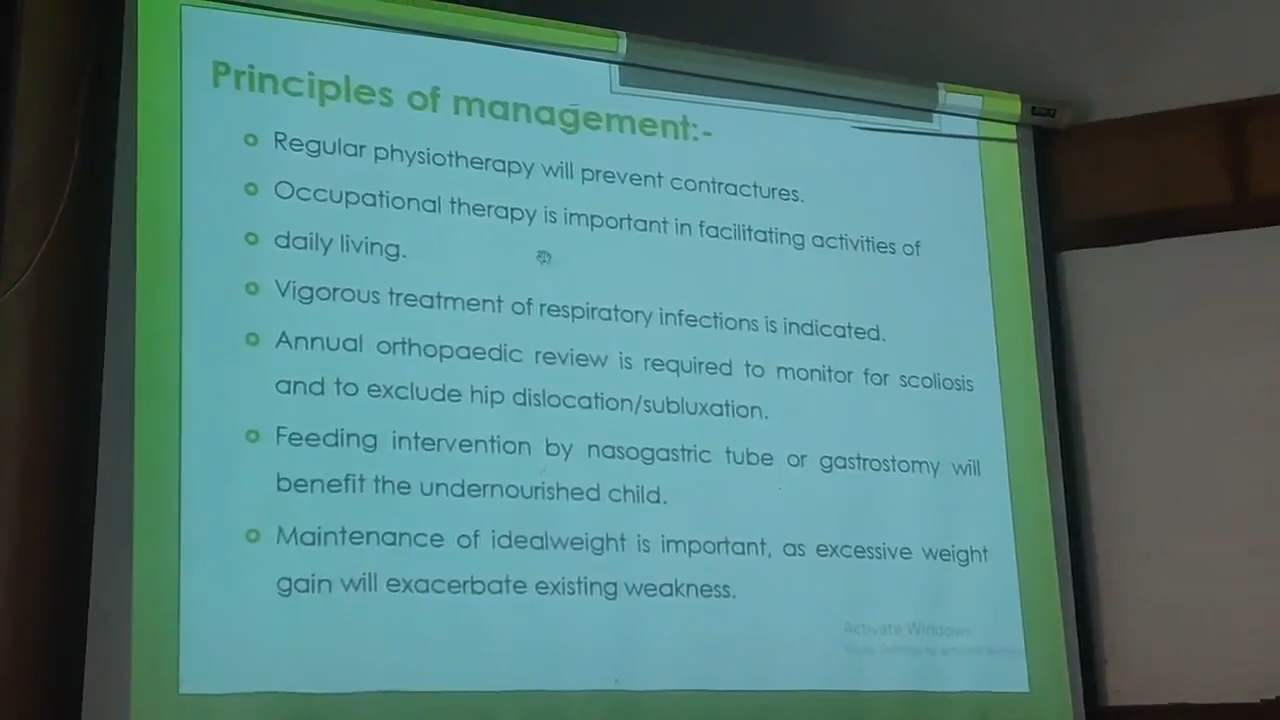 Principles of management:-
Regular physiotherapy will prevent contractures.
Occupational therapy is important in facilitating activities of
daily living.
Vigorous treatment of respiratory infections is indicated.
Annual orthopaedic review is required to monitor for scoliosis
and to exclude hip dislocation/subluxation.
Feeding intervention by nasogastric tube or gastrostomy will
benefit the undernourished child.
Maintenance of idealweight is important, as excessive weight
gain will exacerbate existing weakness.
Activate Windows